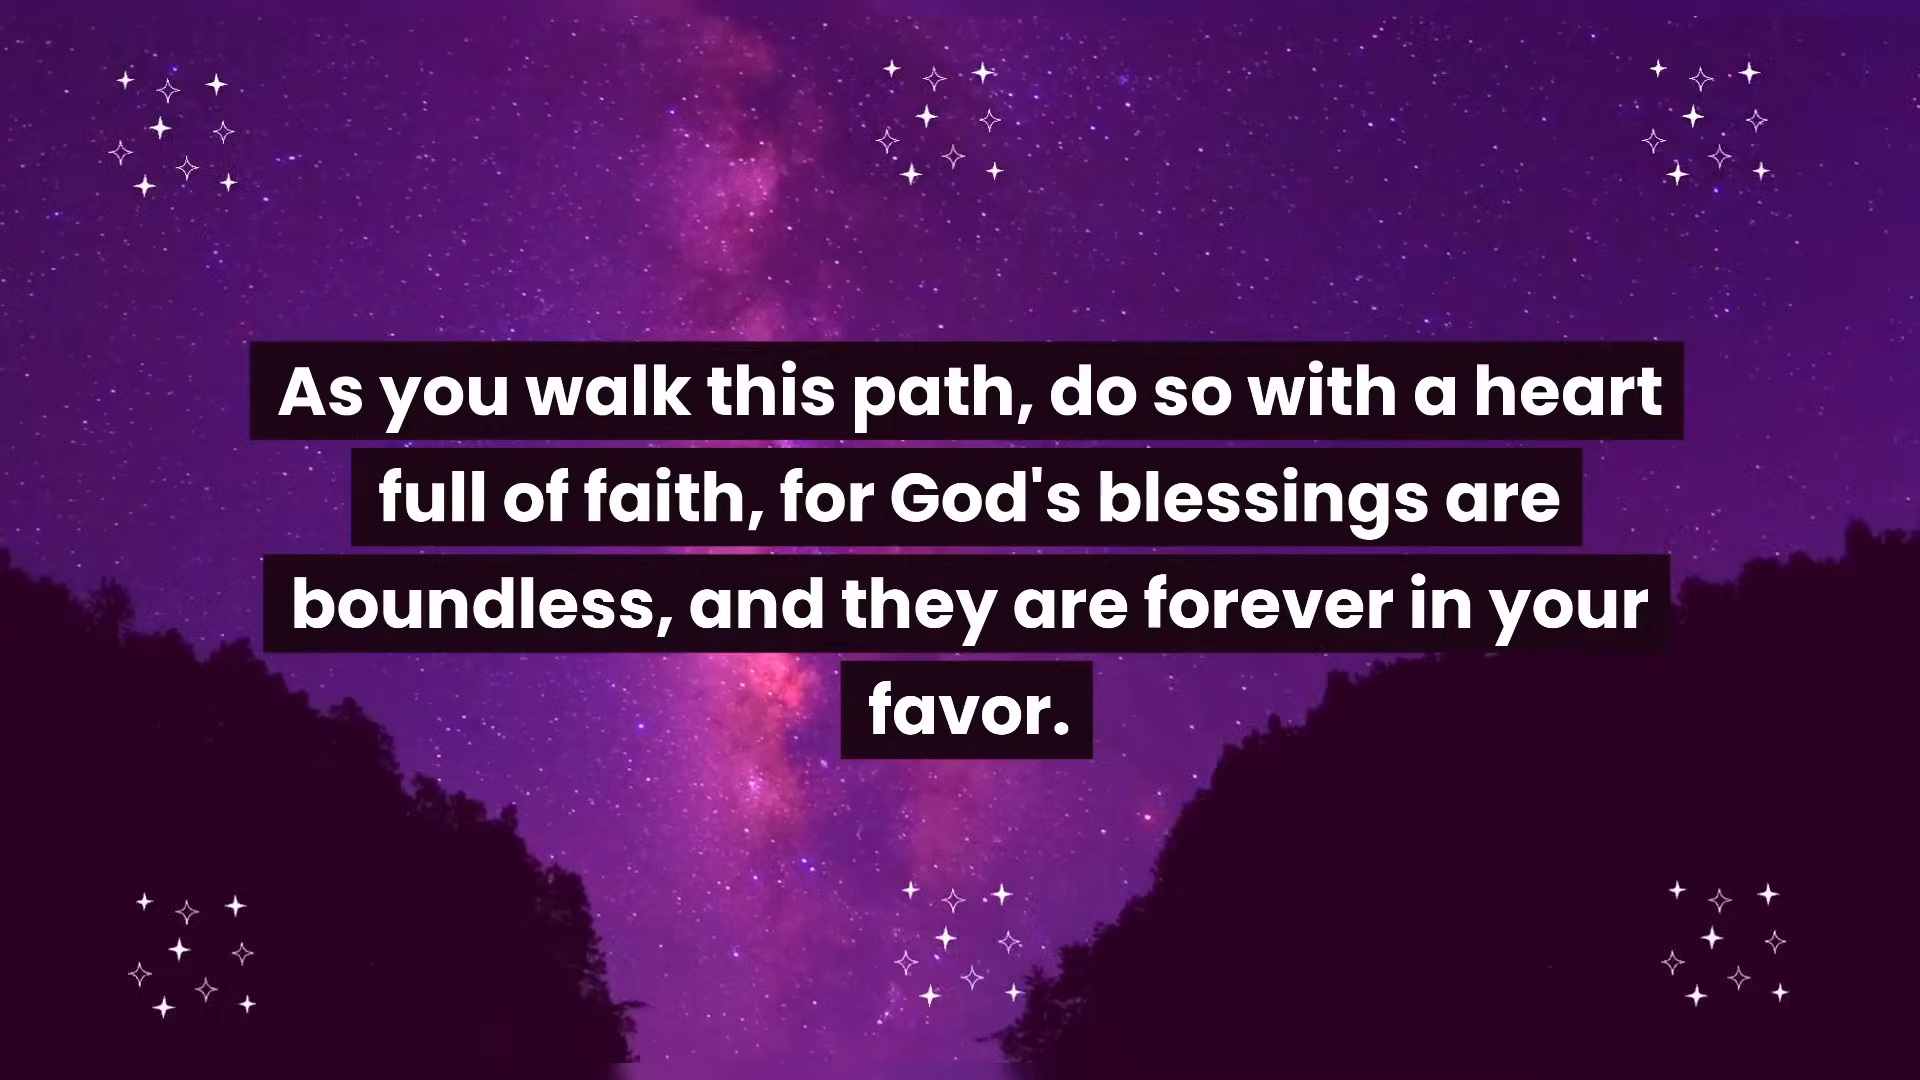 As you walk this path, do so with a heart
full of faith, for God's blessings are
boundless, and they are forever in your
favor.